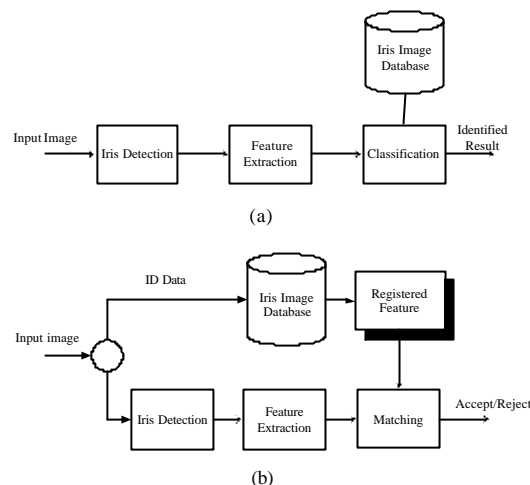 Iris Image
Database
Input Image
Iris Detection
Feature
Extraction
Classification
Identified
Result
(a)
ID Data
Iris Image
Database
Registered
Feature
Input image
Iris Detection
Feature
Extraction
Matching
Accept/Reject
(b)